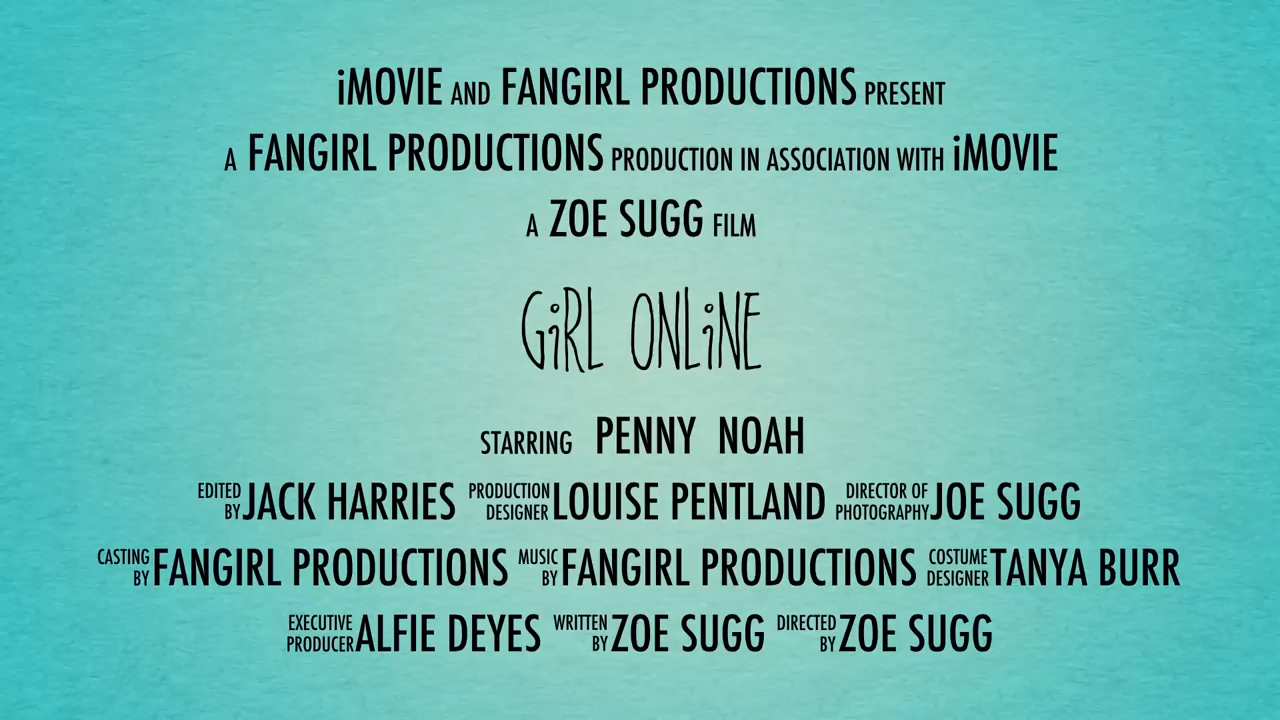 iMOVIE AND FANGIRL PRODUCTIONS PRESENT
A FANGIRL PRODUCTIONS PRODUCTION IN ASSOCIATION WITH iMOVIE
A ZOE SUGG FILM
GiRL ONLiNE
STARRING PENNY NOAH
EDITED BY JACK HARRIES PRODUCTION DESIGNER LOUISE PENTLAND DIRECTOR OF PHOTOGRAPHY JOE SUGG
CASTING BY FANGIRL PRODUCTIONS MUSIC BY FANGIRL PRODUCTIONS COSTUME DESIGNER TANYA BURR
EXECUTIVE PRODUCER ALFIE DEYES WRITTEN BY ZOE SUGG DIRECTED BY ZOE SUGG